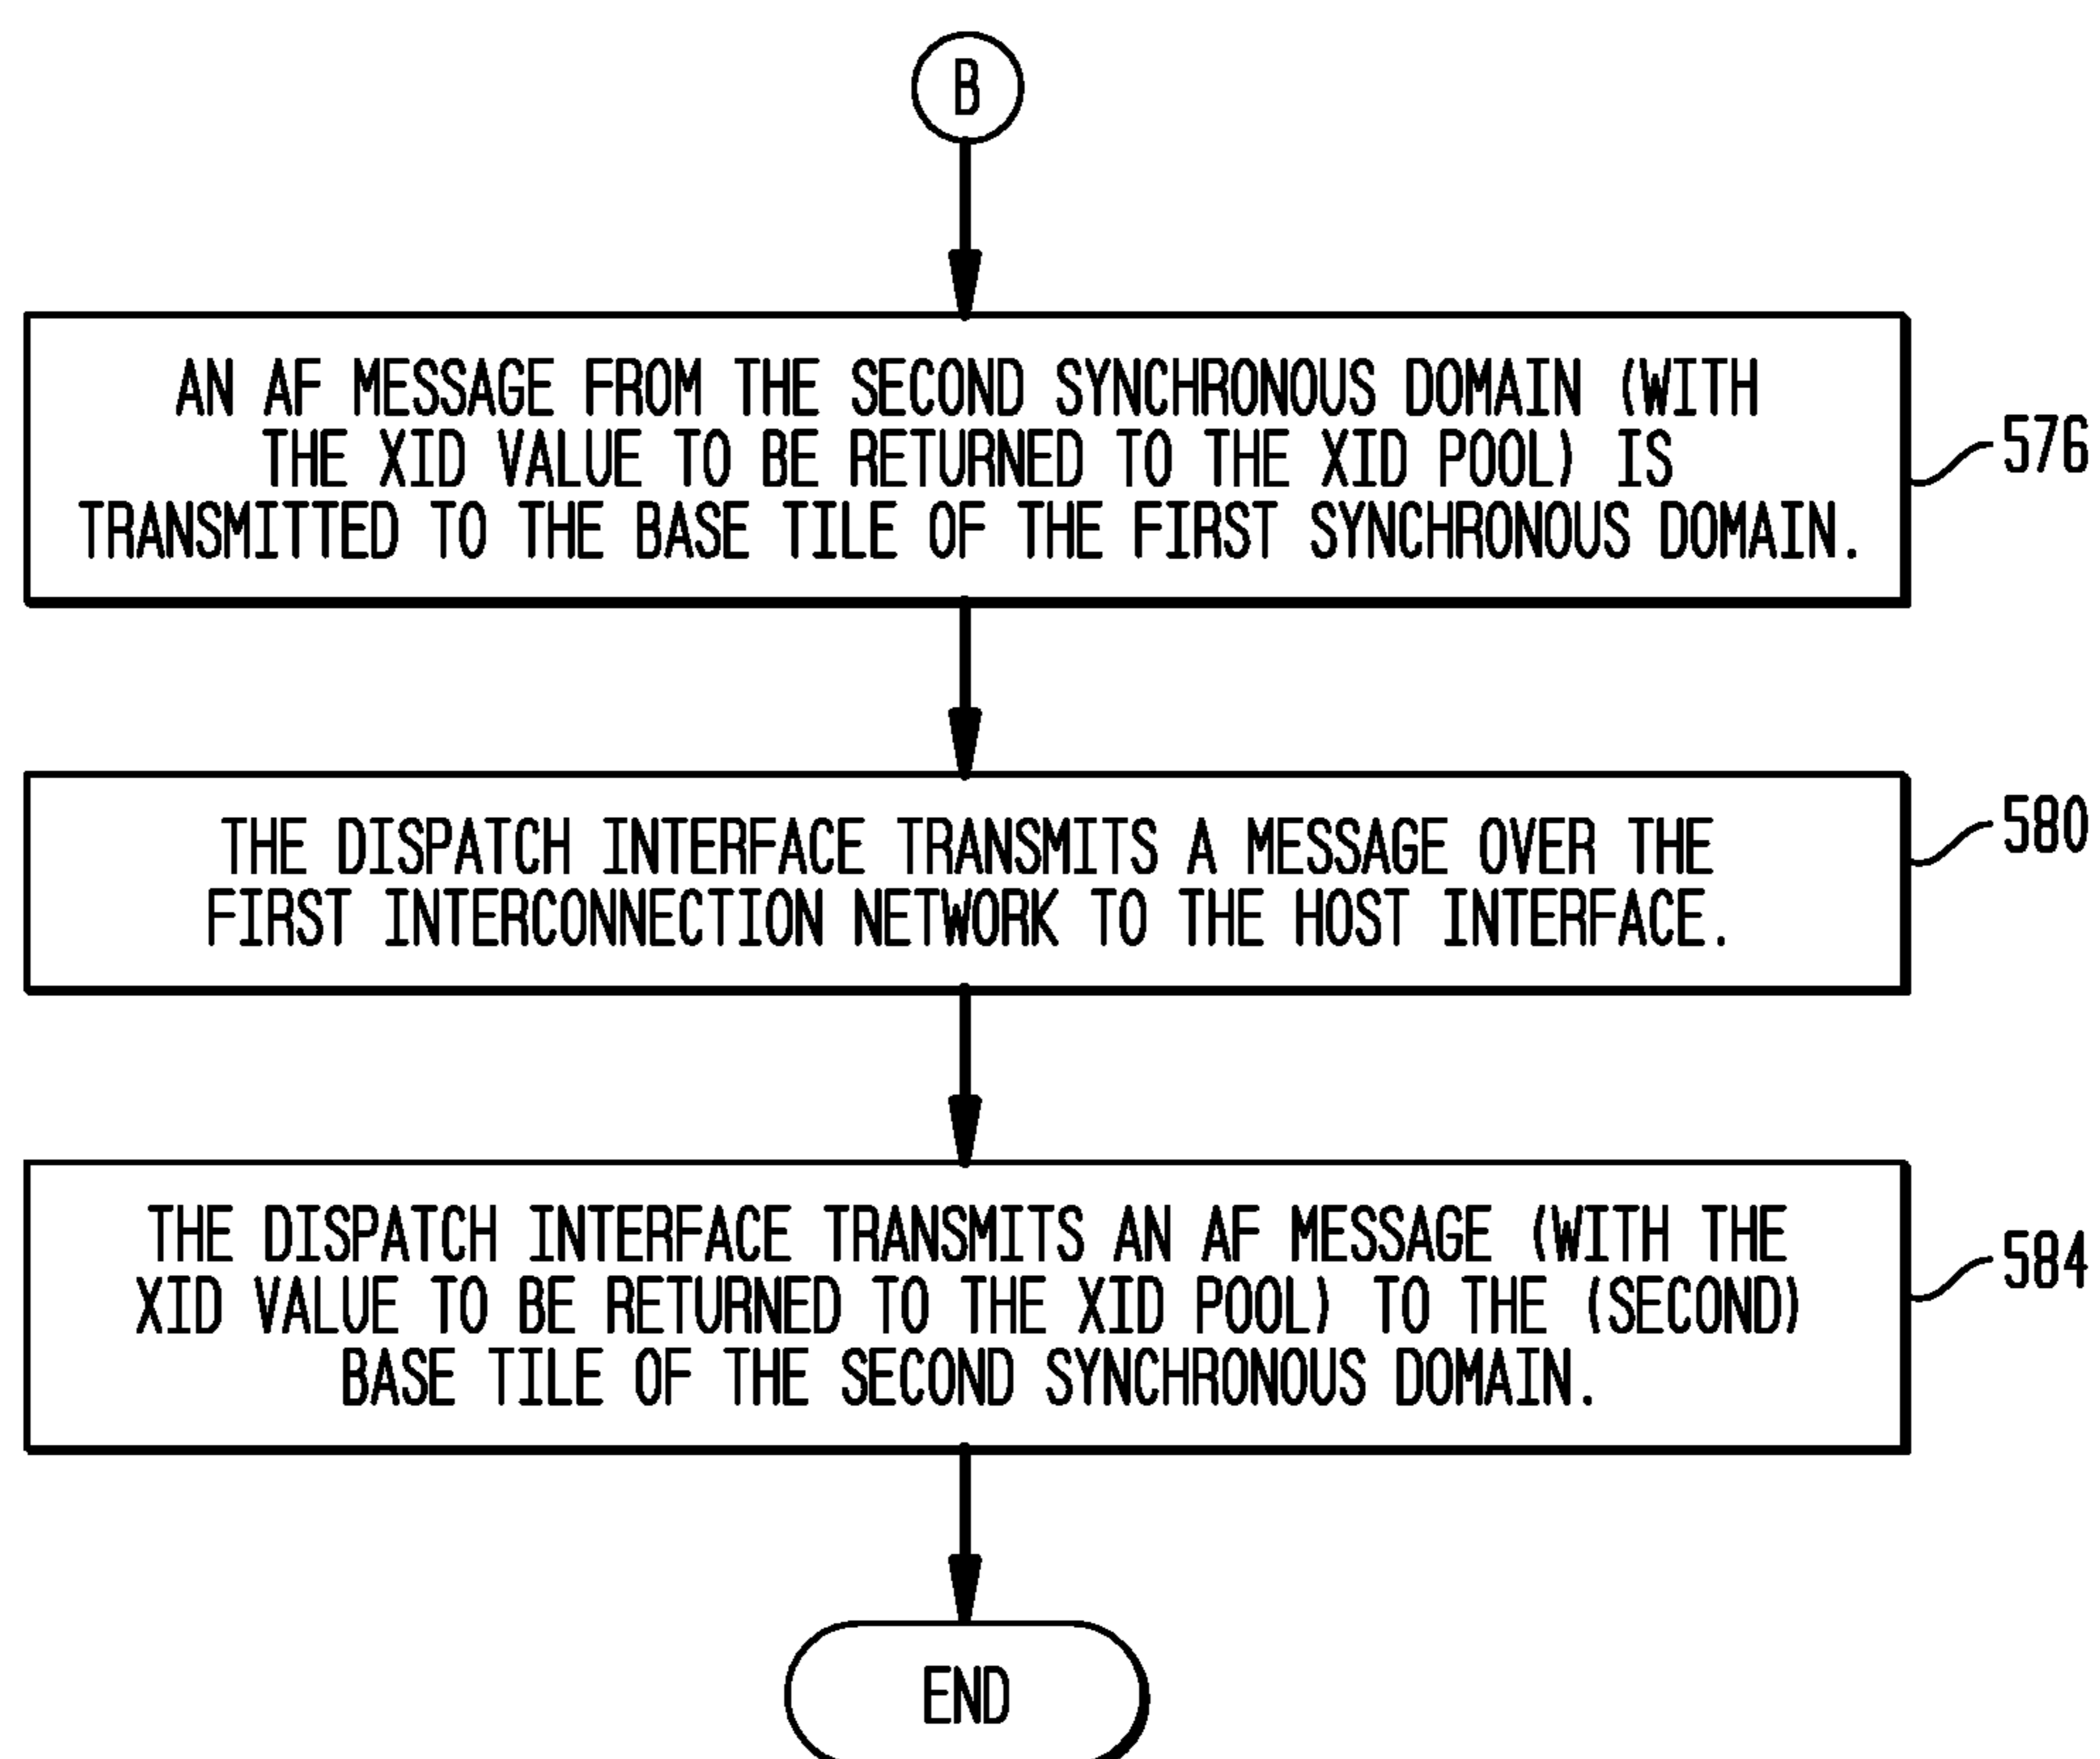 B
AN AF MESSAGE FROM THE SECOND SYNCHRONOUS DOMAIN (WITH
THE XID VALUE TO BE RETURNED TO THE XID POOL) IS
TRANSMITTED TO THE BASE TILE OF THE FIRST SYNCHRONOUS DOMAIN.
576
THE DISPATCH INTERFACE TRANSMITS A MESSAGE OVER THE
FIRST INTERCONNECTION NETWORK TO THE HOST INTERFACE.
580
THE DISPATCH INTERFACE TRANSMITS AN AF MESSAGE (WITH THE
XID VALUE TO BE RETURNED TO THE XID POOL) TO THE (SECOND)
BASE TILE OF THE SECOND SYNCHRONOUS DOMAIN.
584
END